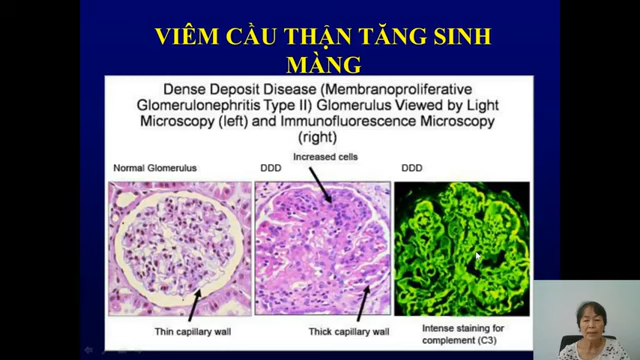 VIÊM CẦU THẬN TĂNG SINH
MÀNG
Dense Deposit Disease (Membranoproliferative
Glomerulonephritis Type II) Glomerulus Viewed by Light
Microscopy (left) and Immunofluorescence Microscopy
(right)
Increased cells
Normal Glomerulus
DDD
DDD
Thin capillary wall
Thick capillary wall
Intense staining for
complement (C3)